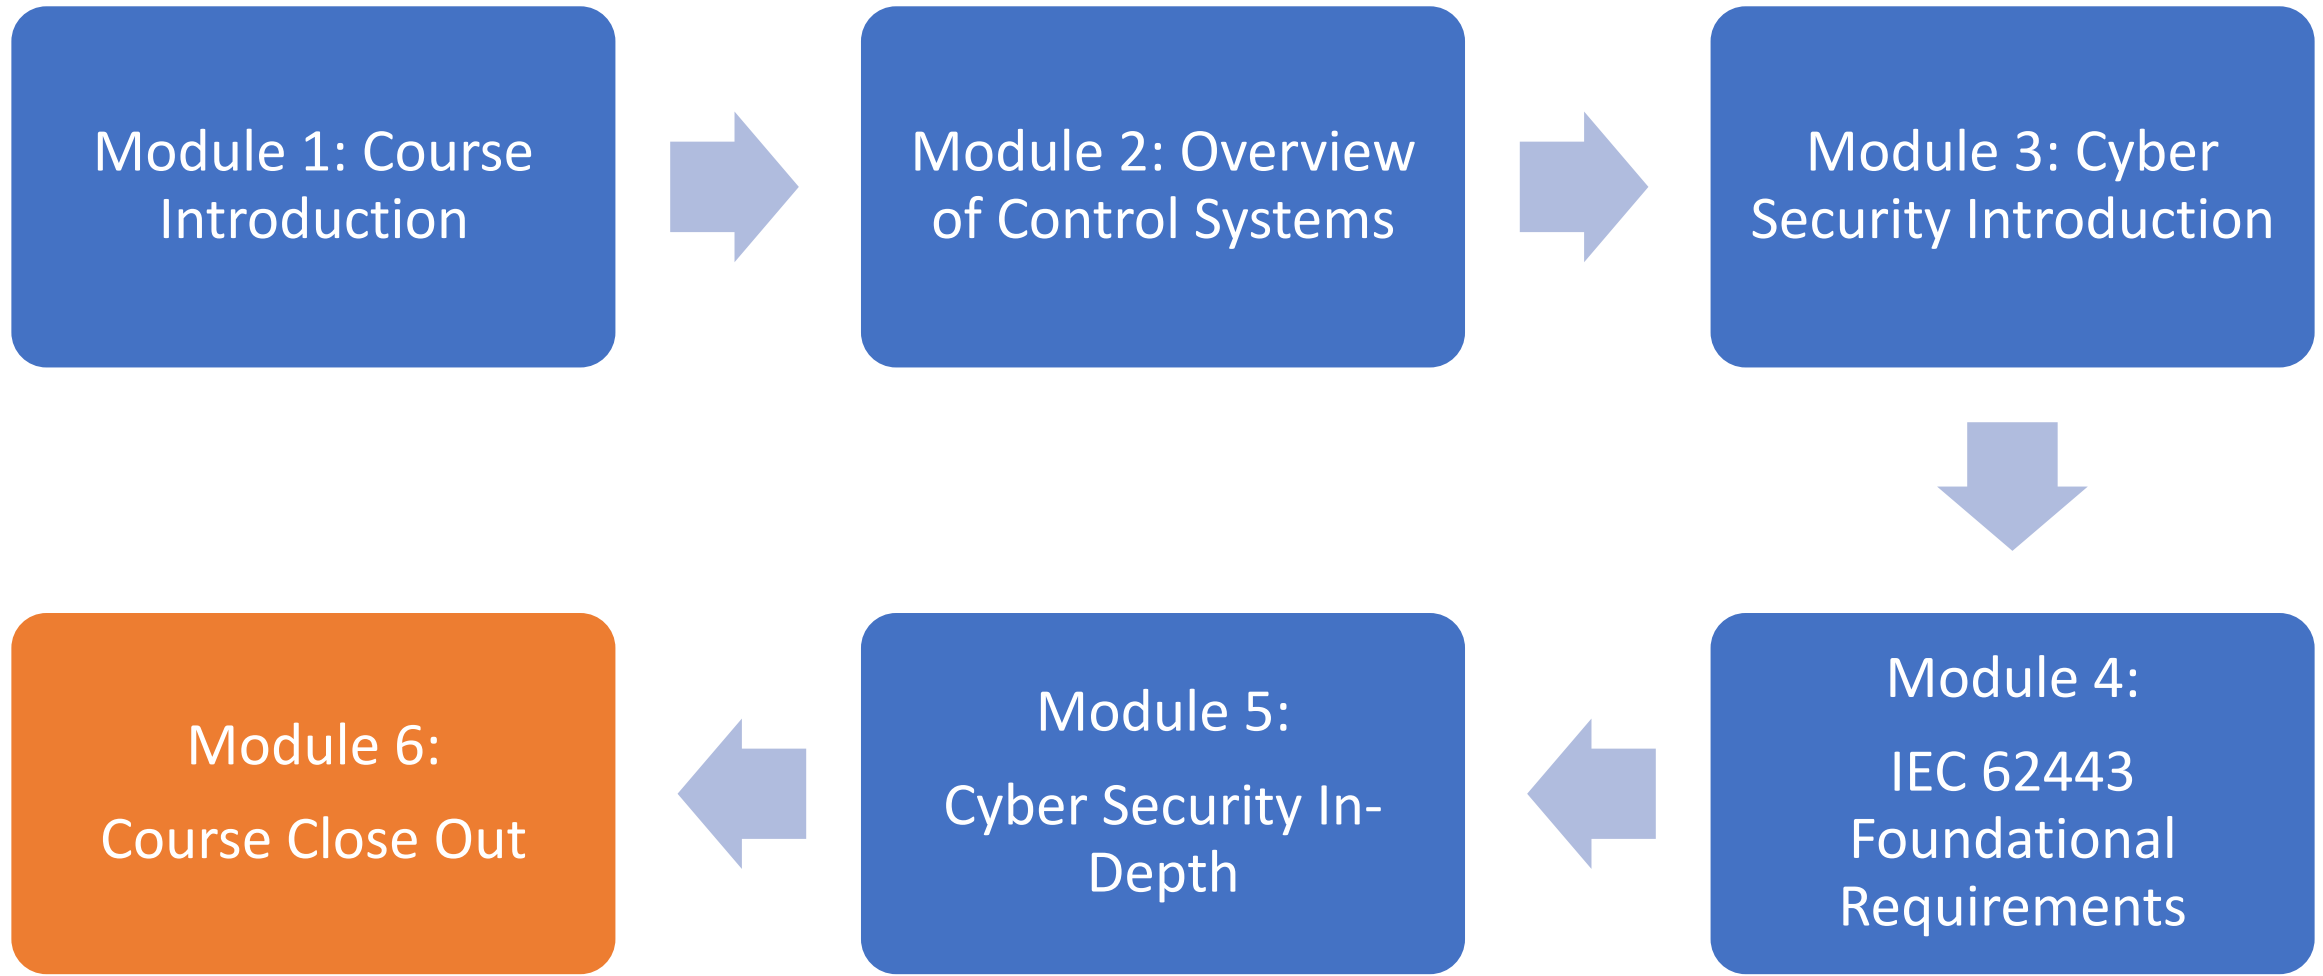 Module 1: Course
Introduction
Module 2: Overview
of Control Systems
Module 3: Cyber
Security Introduction
Module 4:
IEC 62443
Foundational
Requirements
Module 5:
Cyber Security In-
Depth
Module 6:
Course Close Out